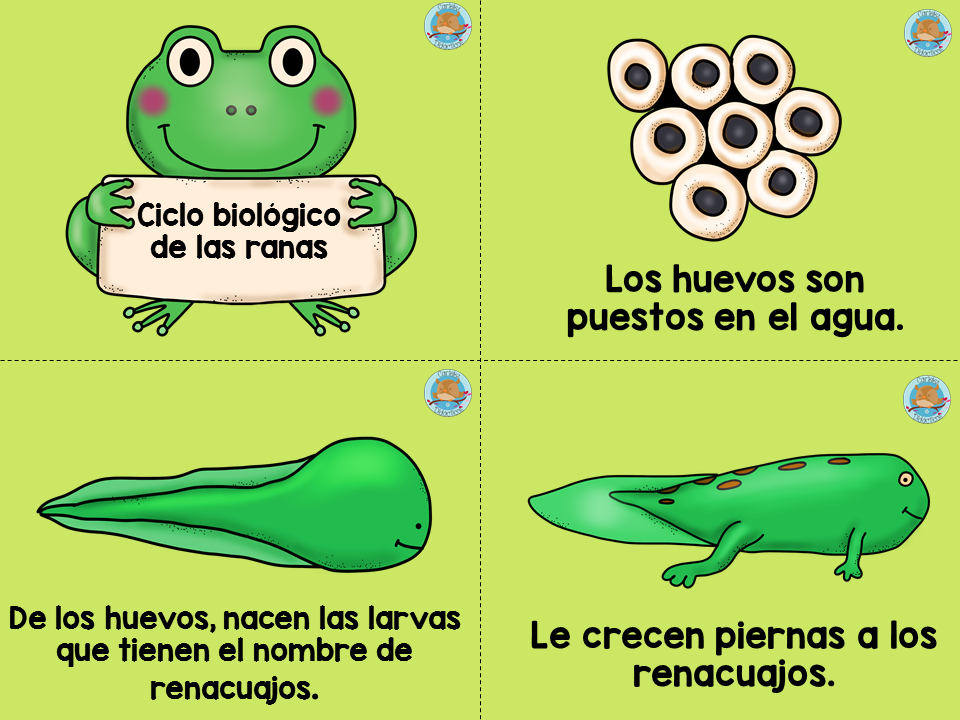 Ciclo biológico
de las ranas
Los huevos son
puestos en el agua.
De los huevos, nacen las larvas
que tienen el nombre de
renacuajos.
Le crecen piernas a los
renacuajos.